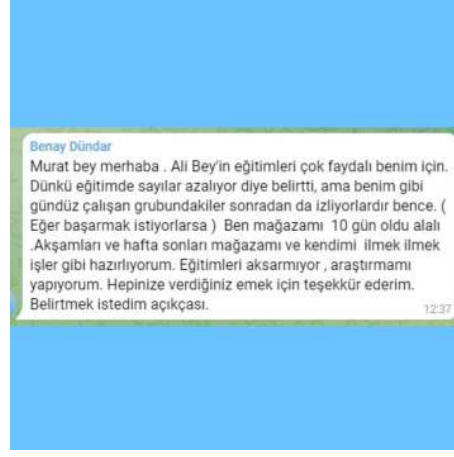 Benay Dündar
Murat bey merhaba . Ali Bey'in eğitimleri çok faydalı benim için.
Dünkü eğitimde sayılar azalıyor diye belirtti, ama benim gibi
gündüz çalışan grubundakiler sonradan da izliyorlardır bence. (
Eğer başarmak istiyorlarsa ) Ben mağazamı 10 gün oldu alalı
.Akşamları ve hafta sonları mağazamı ve kendimi ilmek ilmek
işler gibi hazırlıyorum. Eğitimleri aksarmıyor , araştırmamı
yapıyorum. Hepinize verdiğiniz emek için teşekkür ederim.
Belirtmek istedim açıkçası.
12:37